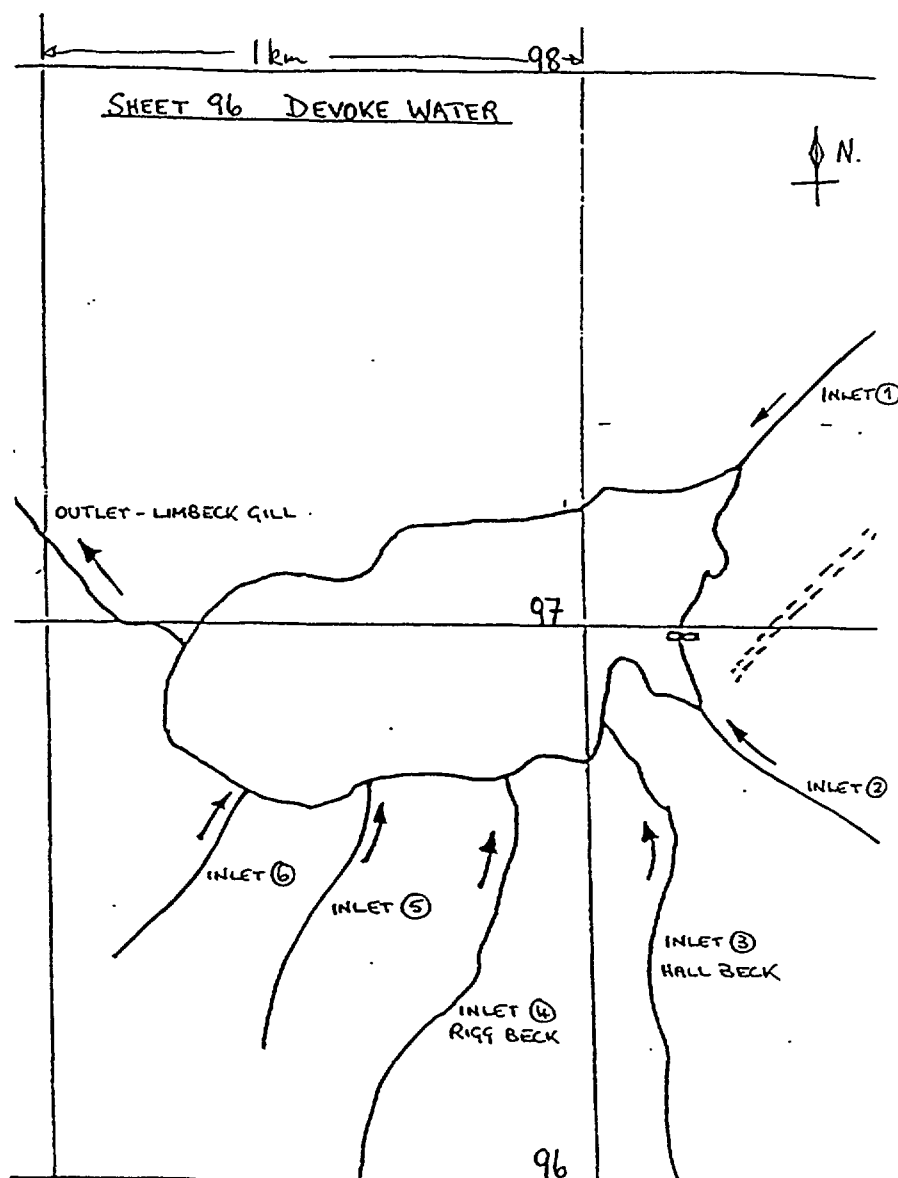 1km
98
SHEET 96 DEVOKE WATER
N.
INLET ①
OUTLET - LIMBECK GILL
97
INLET ②
INLET ⑥
INLET ⑤
INLET ③
HALL BECK
INLET ④
RIGG BECK
96